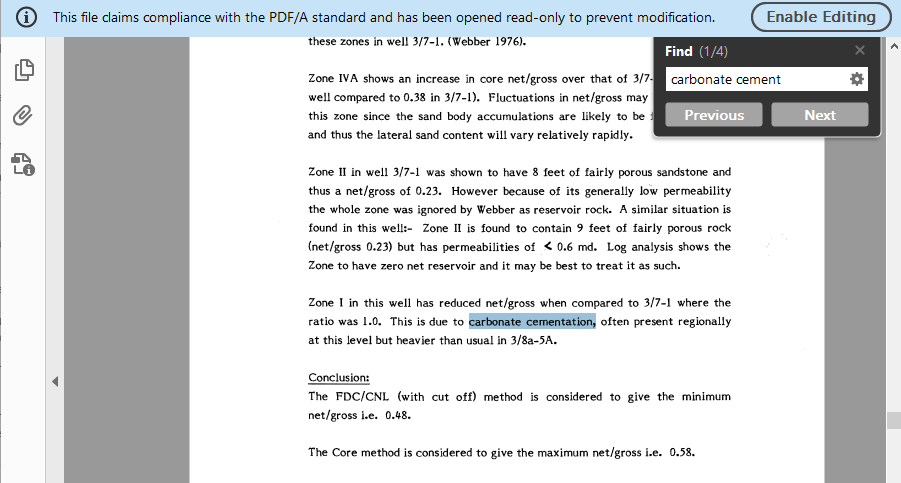 This file claims compliance with the PDF/A standard and has been opened read-only to prevent modification.
Enable Editing
Find (1/4)
carbonate cement
Previous
Next
these zones in well 3/7-1. (Webber 1976).
Zone IVA shows an increase in core net/gross over that of 3/7-
well compared to 0.38 in 3/7-1). Fluctuations in net/gross may
this zone since the sand body accumulations are likely to be
and thus the lateral sand content will vary relatively rapidly.
Zone II in well 3/7-1 was shown to have 8 feet of fairly porous sandstone and
thus a net/gross of 0.23. However because of its generally low permeability
the whole zone was ignored by Webber as reservoir rock. A similar situation is
found in this well:- Zone II is found to contain 9 feet of fairly porous rock
(net/gross 0.23) but has permeabilities of < 0.6 md. Log analysis shows the
Zone to have zero net reservoir and it may be best to treat it as such.
Zone I in this well has reduced net/gross when compared to 3/7-1 where the
ratio was 1.0. This is due to carbonate cementation, often present regionally
at this level but heavier than usual in 3/8a-5A.
Conclusion:
The FDC/CNL (with cut off) method is considered to give the minimum
net/gross i.e. 0.48.
The Core method is considered to give the maximum net/gross i.e. 0.58.